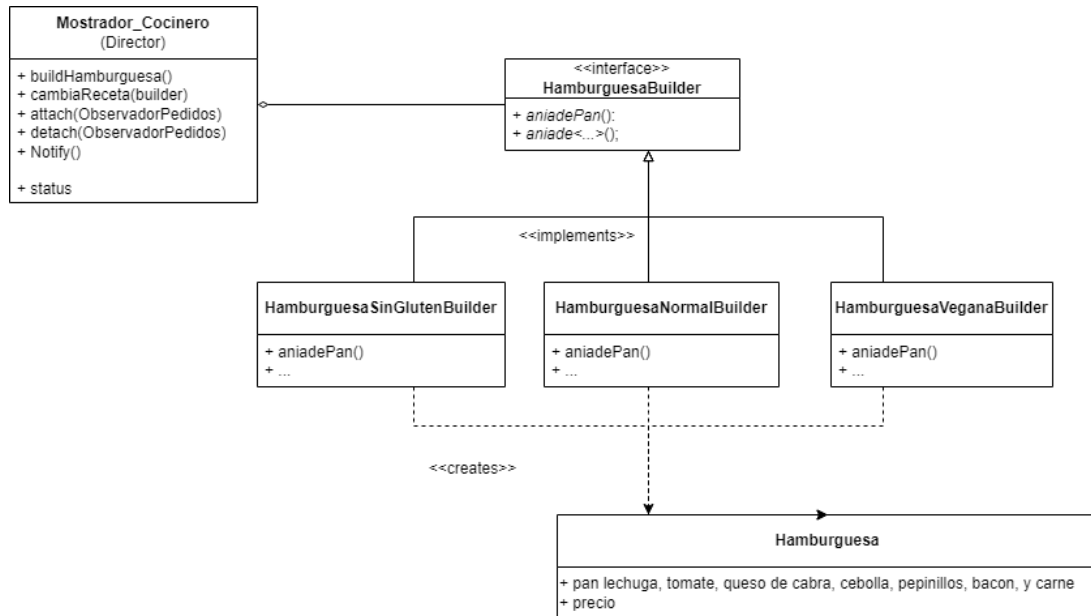 Mostrador_Cocinero
(Director)
+ buildHamburguesa()
+ cambiaReceta(builder)
+ attach(ObservadorPedidos)
+ detach(ObservadorPedidos)
+ Notify()
+ status
<<interface>>
HamburguesaBuilder
+ aniadePan():
+ aniade<...>();
<<implements>>
HamburguesaSinGlutenBuilder
+ aniadePan()
+ ...
HamburguesaNormalBuilder
+ aniadePan()
+ ...
HamburguesaVeganaBuilder
+ aniadePan()
+ ...
<<creates>>
Hamburguesa
+ pan lechuga, tomate, queso de cabra, cebolla, pepinillos, bacon, y carne
+ precio